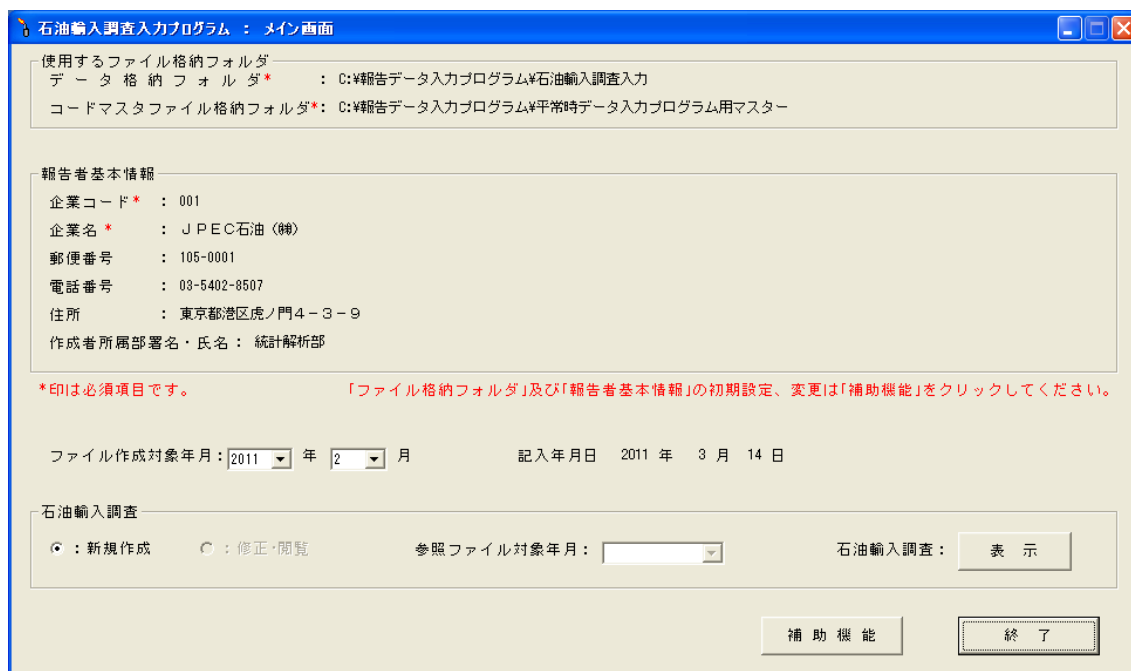 石油輸入調査入力プログラム ： メイン画面
使用するファイル格納フォルダ
データ格納フォルダ* ： C:¥報告データ入力プログラム¥石油輸入調査入力
コードマスタファイル格納フォルダ*： C:¥報告データ入力プログラム¥平常時データ入力プログラム用マスター
報告者基本情報
企業コード* ： 001
企業名* ： ＪＰＥＣ石油（㈱）
郵便番号 ： 105-0001
電話番号 ： 03-5402-8507
住所 ： 東京都港区虎ノ門４－３－９
作成者所属部署名・氏名： 統計解析部
*印は必須項目です。 「ファイル格納フォルダ」及び「報告者基本情報」の初期設定、変更は「補助機能」をクリックしてください。
ファイル作成対象年月： 2011 年 2 月 記入年月日 2011 年 3 月 14 日
石油輸入調査
：新規作成 ：修正･閲覧 参照ファイル対象年月： 石油輸入調査： 表 示
補 助 機 能 終 了